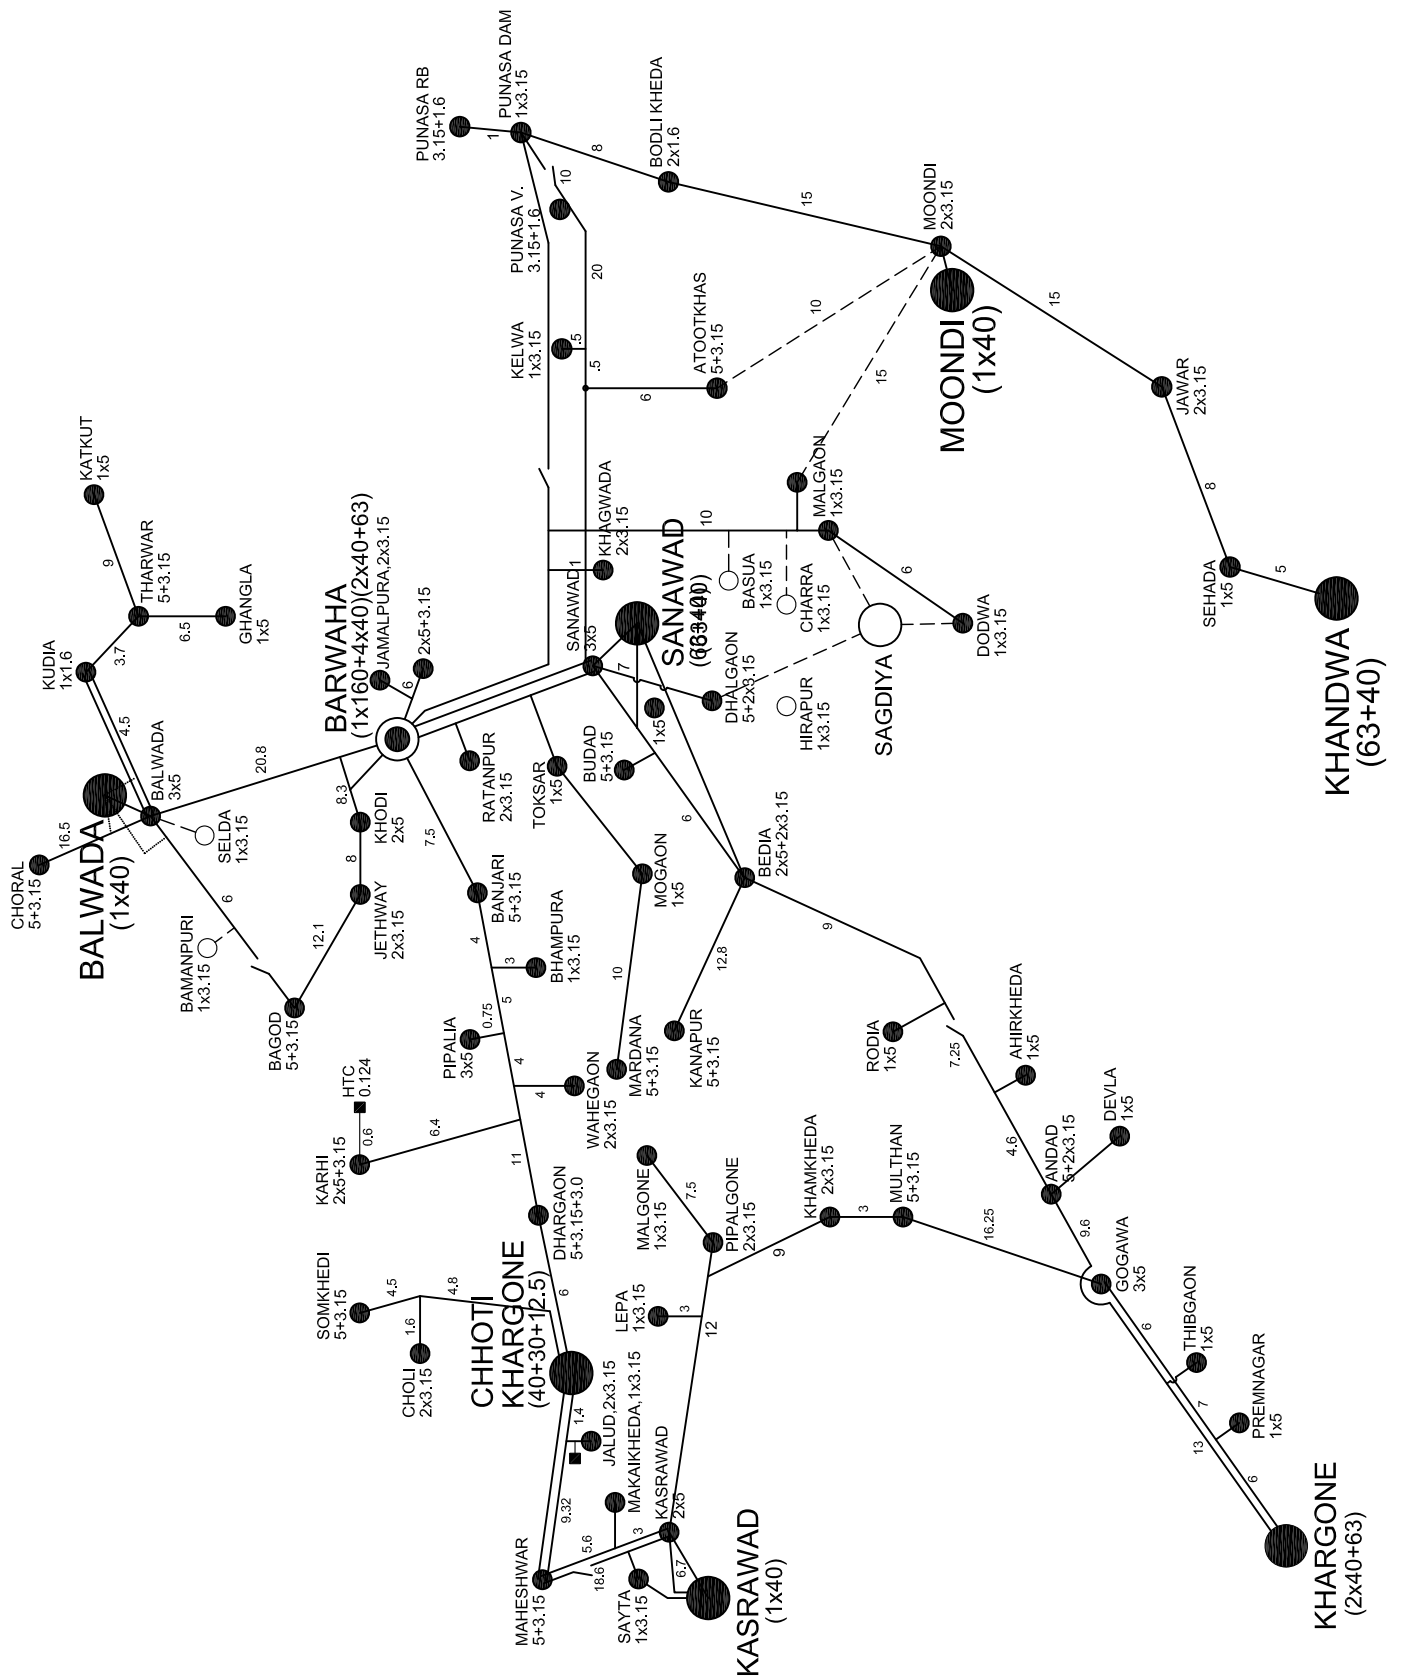 PUNASA RB
3.15+1.6
1
PUNASA DAM
1x3.15
8
BODLI KHEDA
2x1.6
15
10
PUNASA V.
3.15+1.6
20
KELWA
1x3.15
.5
.5
6
ATOOTKHAS
5+3.15
10
15
MOONDI
2x3.15
MOONDI
(1x40)
15
JAWAR
2x3.15
8
SEHADA
1x5
5
KHANDWA
(63+40)
KATKUT
1x5
9
THARWAR
5+3.15
6.5
GHANGLA
1x5
3.7
KUDIA
1x1.6
4.5
BALWADA
3x5
20.8
CHORAL
5+3.15
16.5
BALWADA
(1x40)
SELDA
1x3.15
6
BAMANPURI
1x3.15
BAGOD
5+3.15
12.1
JETHWAY
2x3.15
8
KHODI
2x5
8.3
BARWAHA
(1x160+4x40)(2x40+63)
JAMALPURA,2x3.15
6
2x5+3.15
KHAGWADA
2x3.15
10
MALGAON
1x3.15
BASUA
1x3.15
CHARRA
1x3.15
6
DODWA
1x3.15
SAGDIYA
HIRAPUR
1x3.15
DHALGAON
5+2x3.15
SANAWAD1
3x5
SANAWAD
7
1x5
BUDAD
5+3.15
6
RATANPUR
2x3.15
TOKSAR
1x5
MOGAON
1x5
10
MARDANA
5+3.15
BEDIA
2x5+2x3.15
12.8
KANAPUR
5+3.15
9
RODIA
1x5
7.25
AHIRKHEDA
1x5
4.6
ANDAD
5+2x3.15
DEVLA
1x5
9.6
GOGAWA
3x5
7.5
BANJARI
5+3.15
4
3
BHAMPURA
1x3.15
5
0.75
PIPALIA
3x5
4
4
WAHEGAON
2x3.15
HTC
0.124
0.6
KARHI
2x5+3.15
6.4
11
DHARGAON
5+3.15+3.0
6
CHHOTI
KHARGONE
(40+30+12.5)
SOMKHEDI
5+3.15
4.5
4.8
1.6
CHOLI
2x3.15
1.4
JALUD,2x3.15
9.32
MAHESHWAR
5+3.15
MAKAIKHEDA,1x3.15
5.6
3
18.6
SAYTA
1x3.15
KASRAWAD
2x5
6.7
KASRAWAD
(1x40)
12
LEPA
1x3.15
3
MALGONE
1x3.15
7.5
PIPALGONE
2x3.15
9
KHAMKHEDA
2x3.15
3
MULTHAN
5+3.15
16.25
6
THIBGAON
1x5
7
13
PREMNAGAR
1x5
6
KHARGONE
(2x40+63)